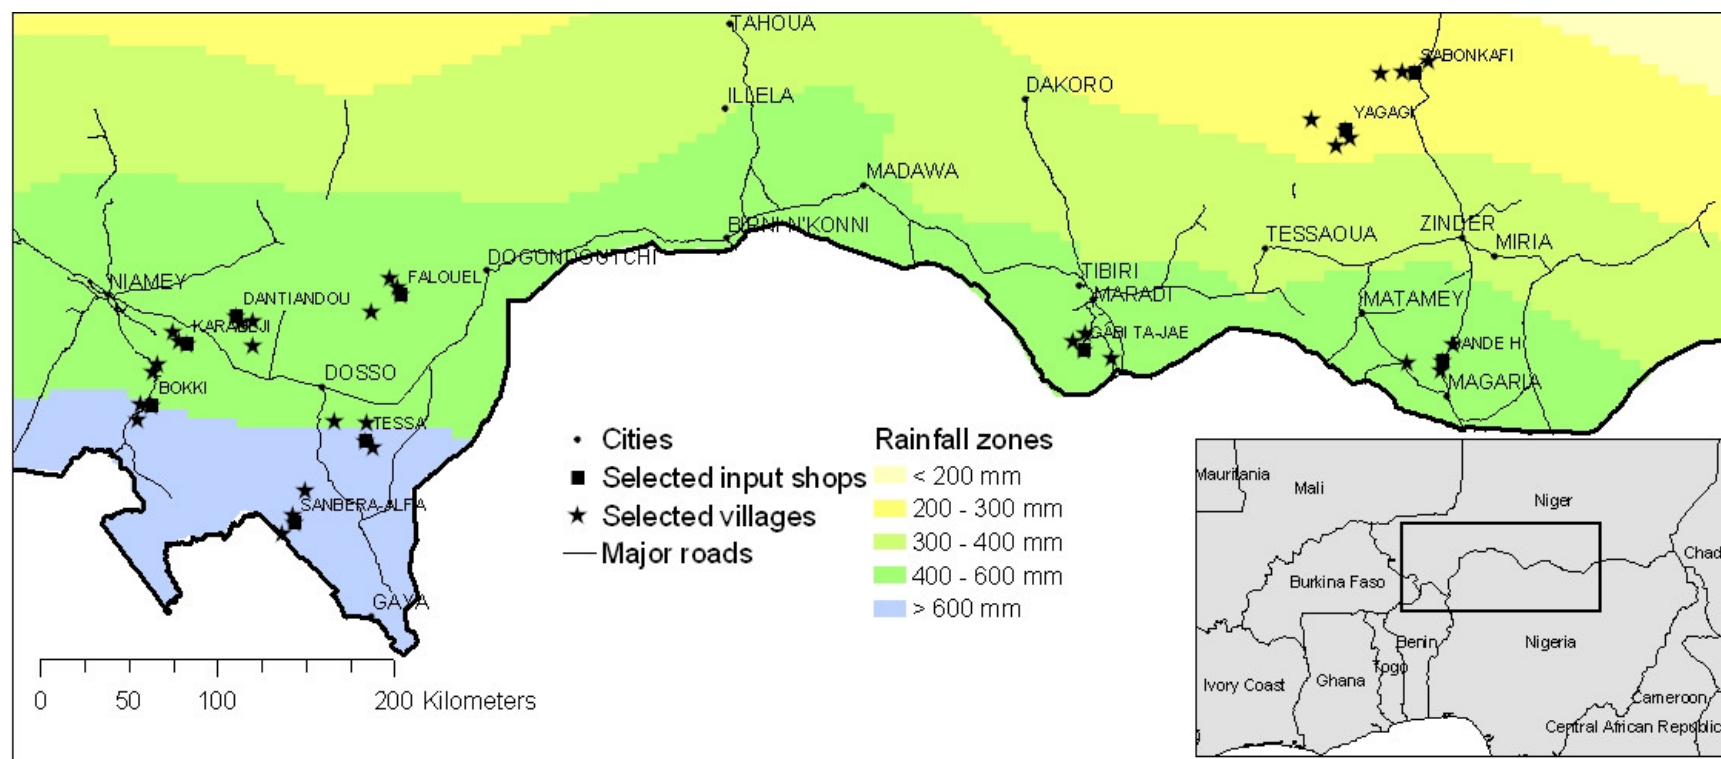 TAHOUA
SABONKAFI
ILLELA
DAKORO
YAGAGI
MADAWA
BIRNI N'KONNI
ZINDER
TESSAOUA
MIRIA
DOGONDOUTCHI
FALOUEL
TIBIRI
NIAMEY
DANTIANDOU
MARADI
MATAMEY
KARABEJI
GABI TA-JAE
BANDE H
DOSSO
BOKKI
MAGARIA
TESSA
SANBERA-ALFIA
GAYA
Cities
Selected input shops
Selected villages
Major roads
Rainfall zones
< 200 mm
200 - 300 mm
300 - 400 mm
400 - 600 mm
> 600 mm
0 50 100 200 Kilometers
Mauritania
Mali
Niger
Chad
Burkina Faso
Benin
Nigeria
Togo
Ghana
Ivory Coast
Cameroon
Central African Republic